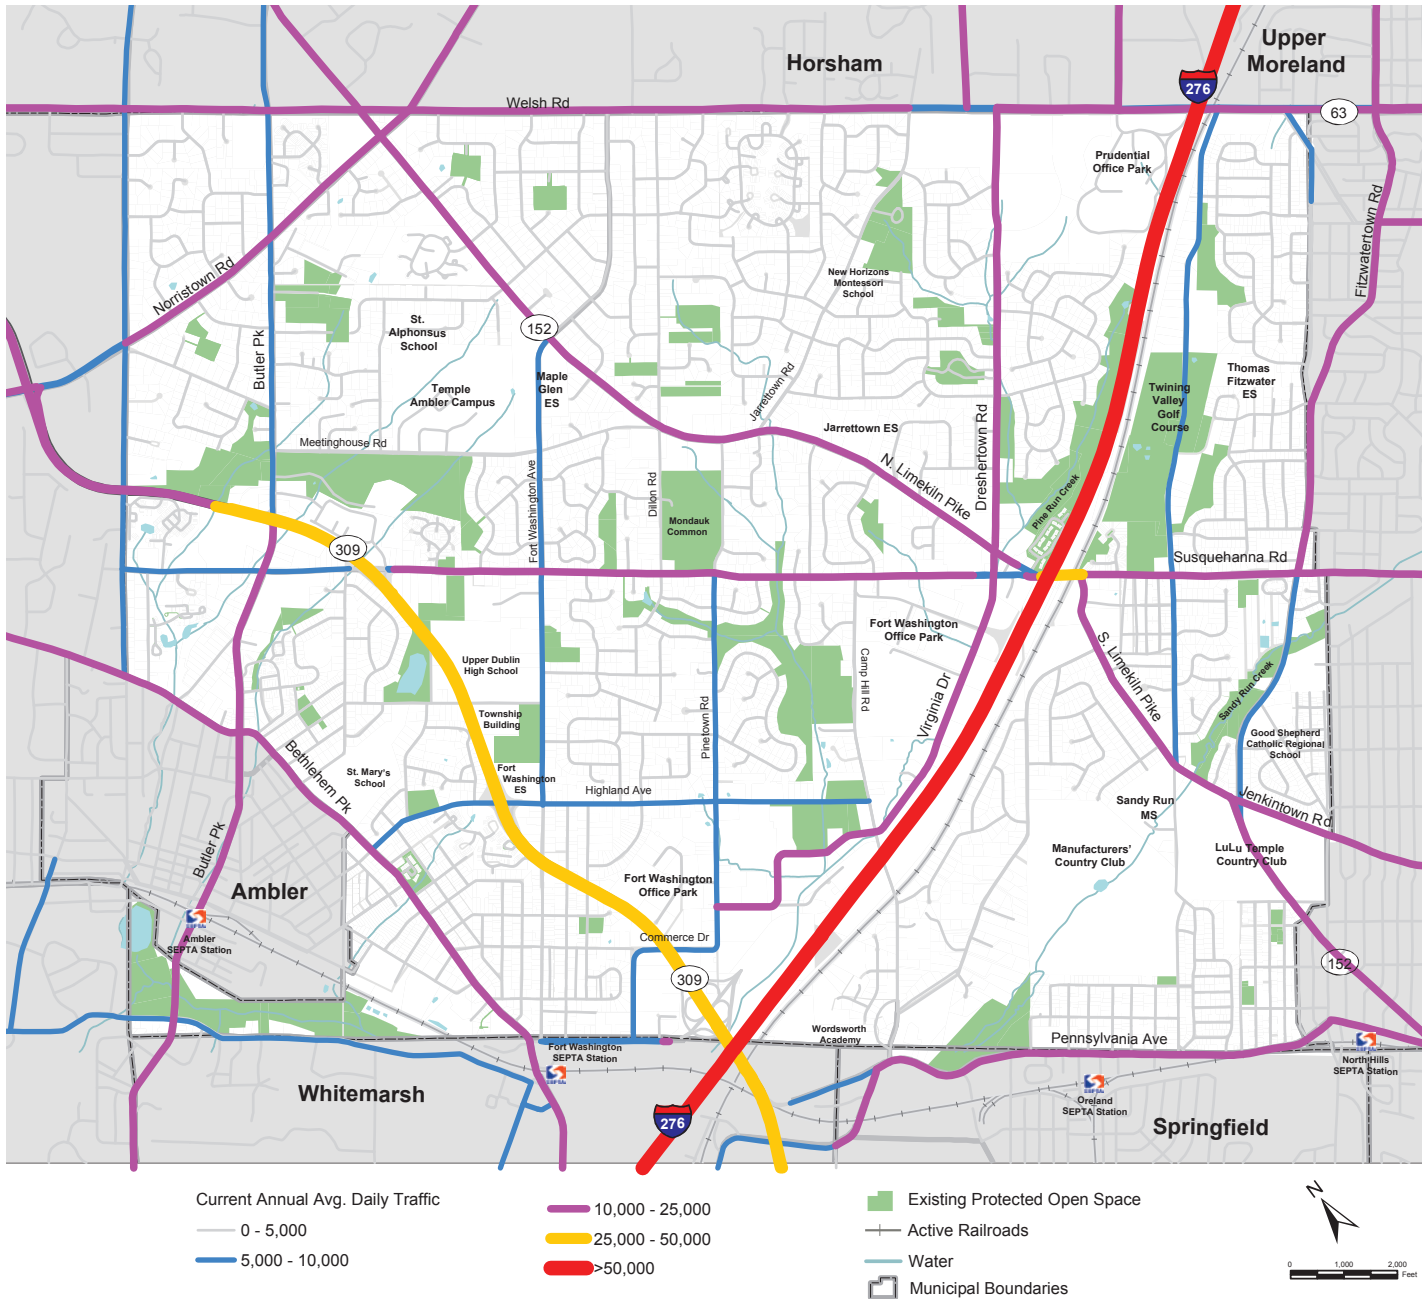 Horsham
Upper
Moreland
276
Welsh Rd
63
Prudential
Office Park
Fitzwatertown Rd
Norristown Rd
New Horizons
Montessori
School
St.
Alphonsus
School
152
Butler Pk
Maple
Glen
ES
Temple
Ambler Campus
Jarrettown Rd
Twining
Valley
Golf
Course
Thomas
Fitzwater
ES
Jarrettown ES
Dreshertown Rd
Meetinghouse Rd
N. Limekiln Pike
Fort Washington Ave
Dillon Rd
Pine Run Creek
Mondauk
Common
309
Susquehanna Rd
Fort Washington
Office Park
Upper Dublin
High School
Camp Hill Rd
S. Limekiln Pike
Sandy Run Creek
Virginia Dr
Township
Building
Pinetown Rd
Good Shepherd
Catholic Regional
School
Bethlehem Pk
St. Mary's
School
Fort
Washington
ES
Highland Ave
Sandy Run
MS
Jenkintown Rd
Butler Pk
Manufacturers'
Country Club
LuLu Temple
Country Club
Ambler
Fort Washington
Office Park
SEPTA
Ambler
SEPTA Station
Commerce Dr
309
152
Wordsworth
Academy
Pennsylvania Ave
Fort Washington
SEPTA Station
SEPTA
SEPTA
North Hills
SEPTA Station
SEPTA
Oreland
SEPTA Station
Whitemarsh
276
Springfield
Current Annual Avg. Daily Traffic
0 - 5,000
5,000 - 10,000
10,000 - 25,000
25,000 - 50,000
>50,000
Existing Protected Open Space
Active Railroads
Water
Municipal Boundaries
N
0 1,000 2,000
Feet